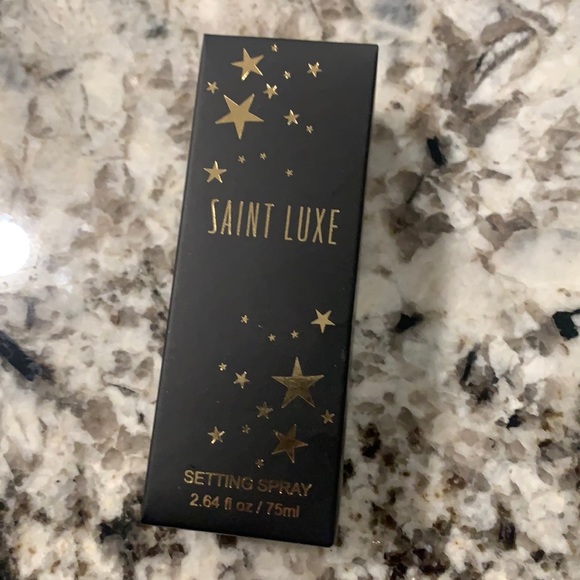 SAINT LUXE
SETTING SPRAY
2.64 fl oz / 75ml